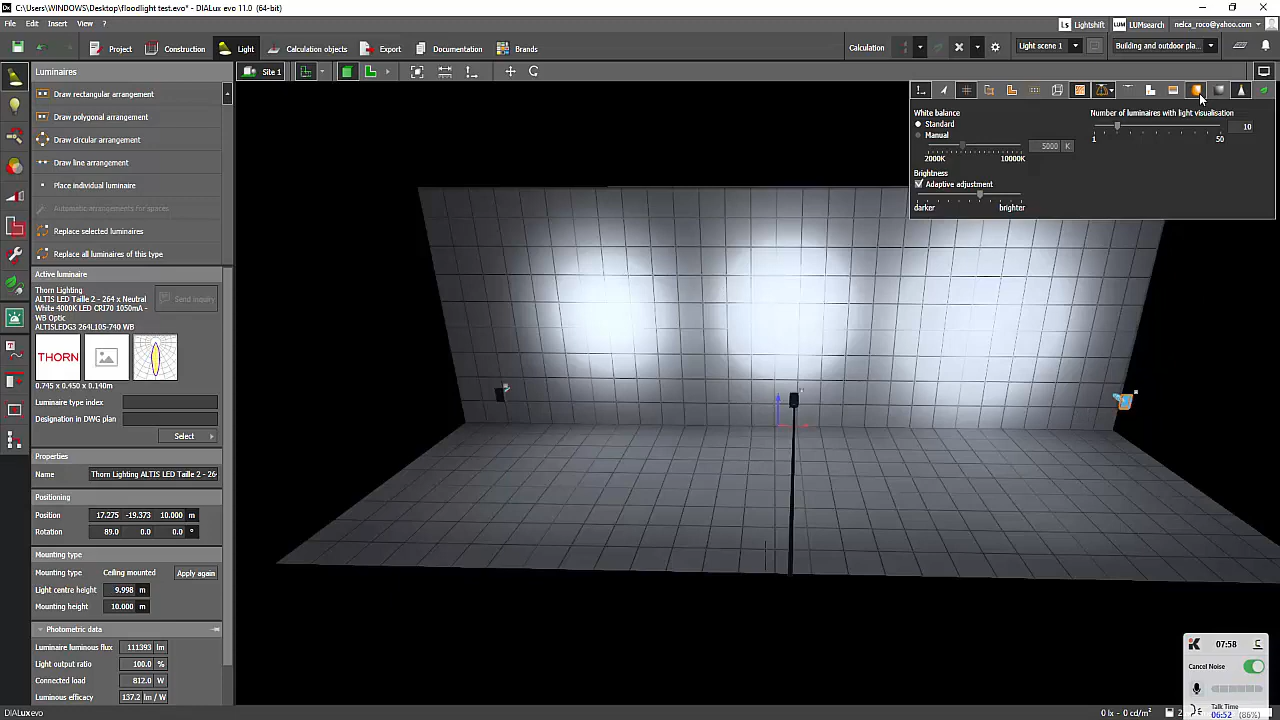 C:\Users\WINDOWS\Desktop\floodlight test.evo* - DIALux evo 11.0 (64-bit)
File Edit Insert View Help
Lightshift LUMsearch nelca_roco@yahoo.com
Project Construction Light Calculation objects Export Documentation Brands
Calculation Light scene 1 Building and outdoor pla...
Luminaires
Site 1
Draw rectangular arrangement
Draw polygonal arrangement
Draw circular arrangement
Draw line arrangement
Place individual luminaire
Automatic arrangements for spaces
Replace selected luminaires
Replace all luminaires of this type
White balance
Standard
Manual
5000 K
2000K 10000K
Brightness
Adaptive adjustment
darker brighter
Number of luminaires with light visualisation
10
1 50
Active luminaire
Thorn Lighting
ALTIS LED Taille 2 - 264 x Neutral
White 4000K LED CRI70 1050mA -
WB Optic
ALTISLEDG3 264L105-740 WB
Send inquiry
THORN
0.745 x 0.450 x 0.140m
Luminaire type index
Designation in DWG plan
Select
Properties
Name Thorn Lighting ALTIS LED Taille 2 - 264
Positioning
Position 17.275 -19.373 10.000 m
Rotation 89.0 0.0 0.0 °
Mounting type
Mounting type Ceiling mounted Apply again
Light centre height 9.998 m
Mounting height 10.000 m
Photometric data
Luminaire luminous flux 111393 lm
Light output ratio 100.0 %
Connected load 812.0 W
Luminous efficacy 137.2 lm / W
DIALux evo
0 lx - 0 cd/m²
07:58
Cancel Noise
Talk Time
06:52 (86%)